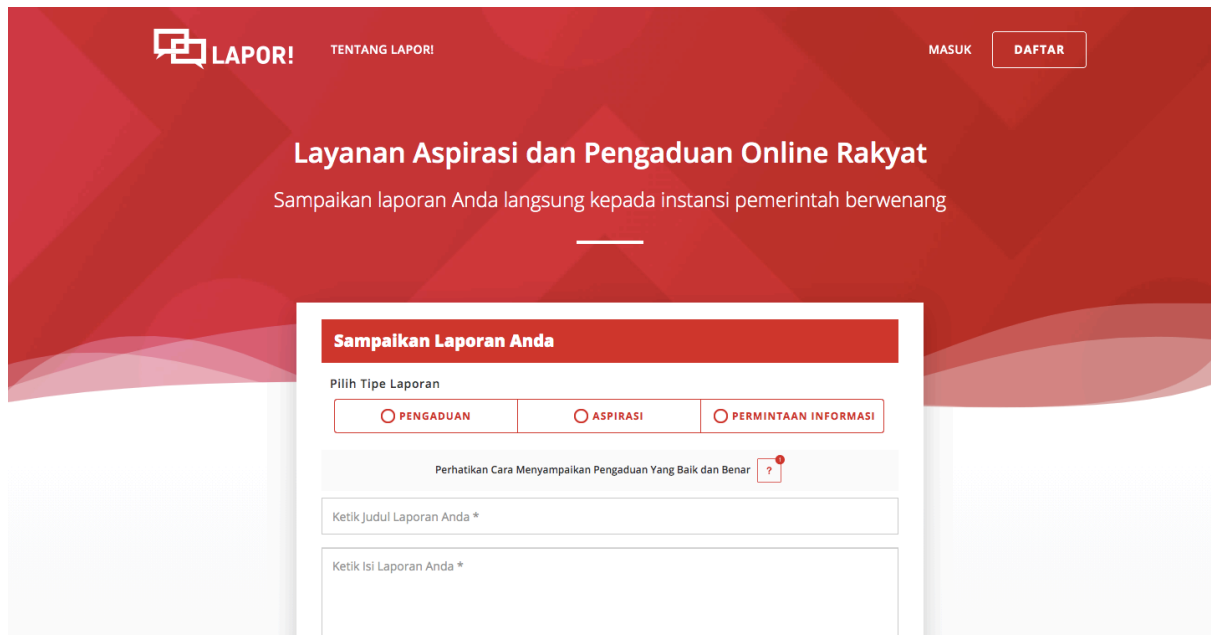 LAPOR!
TENTANG LAPOR!
MASUK
DAFTAR
Layanan Aspirasi dan Pengaduan Online Rakyat
Sampaikan laporan Anda langsung kepada instansi pemerintah berwenang
Sampaikan Laporan Anda
Pilih Tipe Laporan
PENGADUAN
ASPIRASI
PERMINTAAN INFORMASI
Perhatikan Cara Menyampaikan Pengaduan Yang Baik dan Benar ?
Ketik Judul Laporan Anda *
Ketik Isi Laporan Anda *